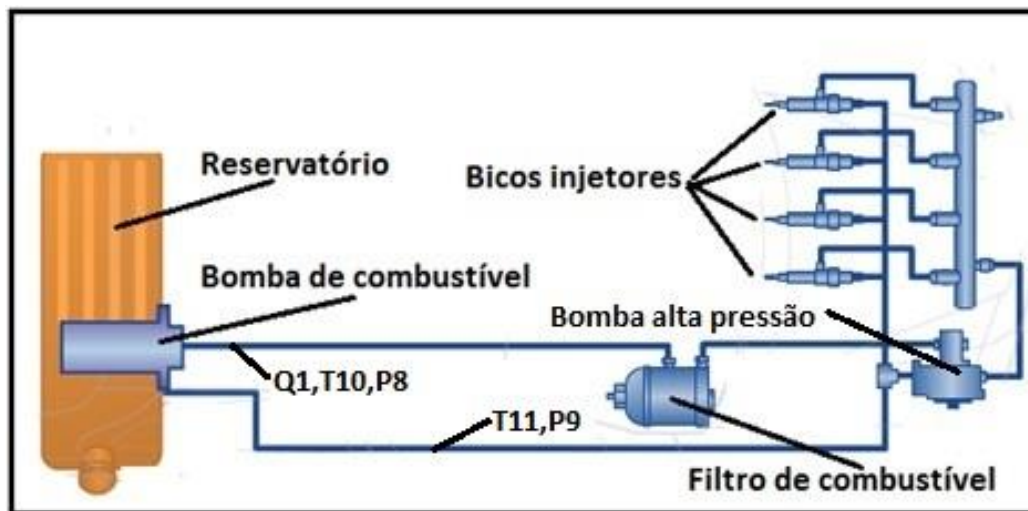 Reservatório
Bicos injetores
Bomba de combustível
Bomba alta pressão
Q1,T10,P8
T11,P9
Filtro de combustível